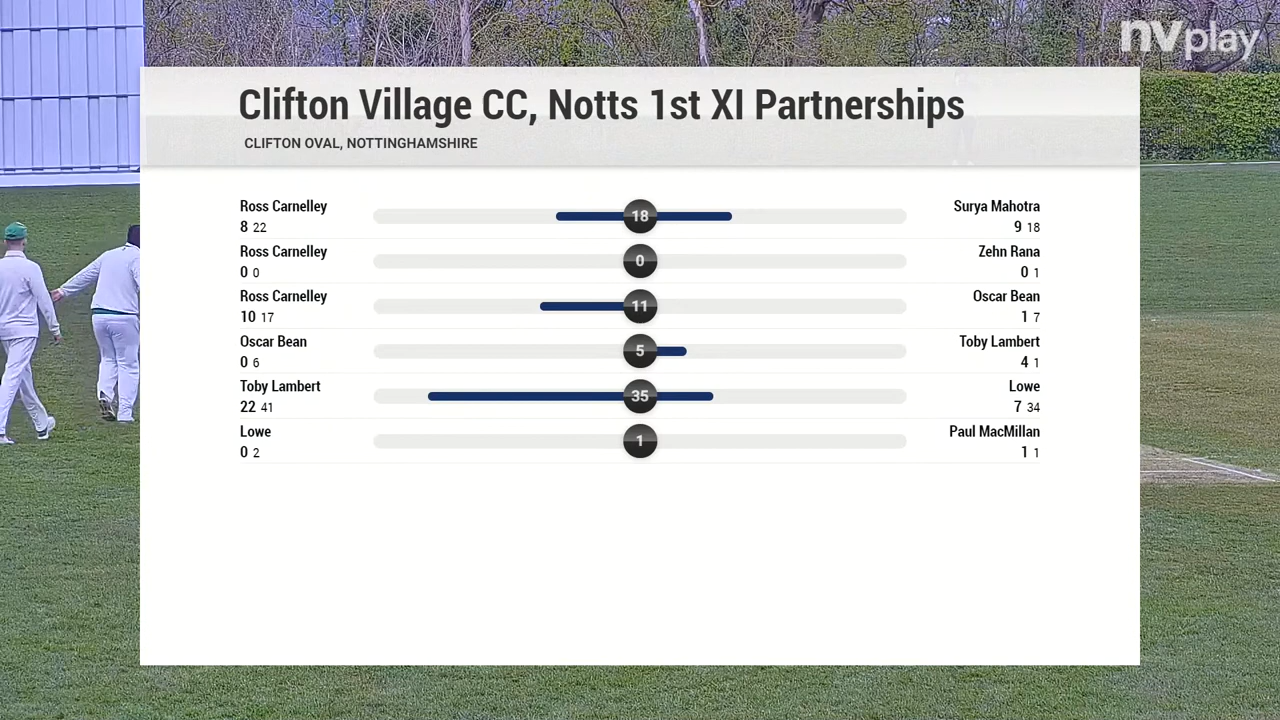 nvplay
Clifton Village CC, Notts 1st XI Partnerships
CLIFTON OVAL, NOTTINGHAMSHIRE
Ross Carnelley 18 Surya Mahotra
8 22 9 18
Ross Carnelley 0 Zehn Rana
0 0 0 1
Ross Carnelley 11 Oscar Bean
10 17 1 7
Oscar Bean 5 Toby Lambert
0 6 4 1
Toby Lambert 35 Lowe
22 41 7 34
Lowe 1 Paul MacMillan
0 2 1 1